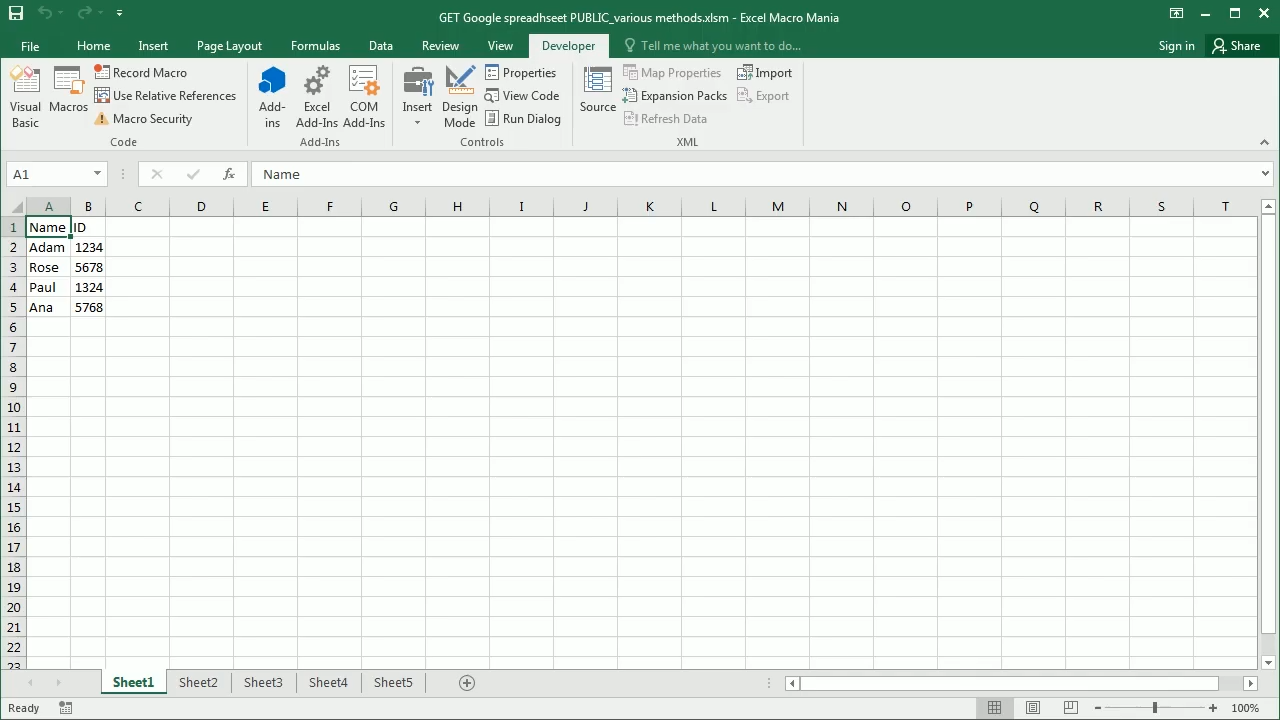 GET Google spreadhseet PUBLIC_various methods.xlsm - Excel Macro Mania
File Home Insert Page Layout Formulas Data Review View Developer Tell me what you want to do... Sign in Share
Visual Basic
Macros
Record Macro
Use Relative References
Macro Security
Code
Add-ins
Excel Add-Ins
COM Add-Ins
Add-Ins
Insert
Design Mode
Properties
View Code
Run Dialog
Controls
Source
Map Properties
Expansion Packs
Refresh Data
Import
Export
XML
A1 fx Name
A B C D E F G H I J K L M N O P Q R S T
1 Name ID
2 Adam 1234
3 Rose 5678
4 Paul 1324
5 Ana 5768
6
7
8
9
10
11
12
13
14
15
16
17
18
19
20
21
22
23
Sheet1 Sheet2 Sheet3 Sheet4 Sheet5
Ready 100%